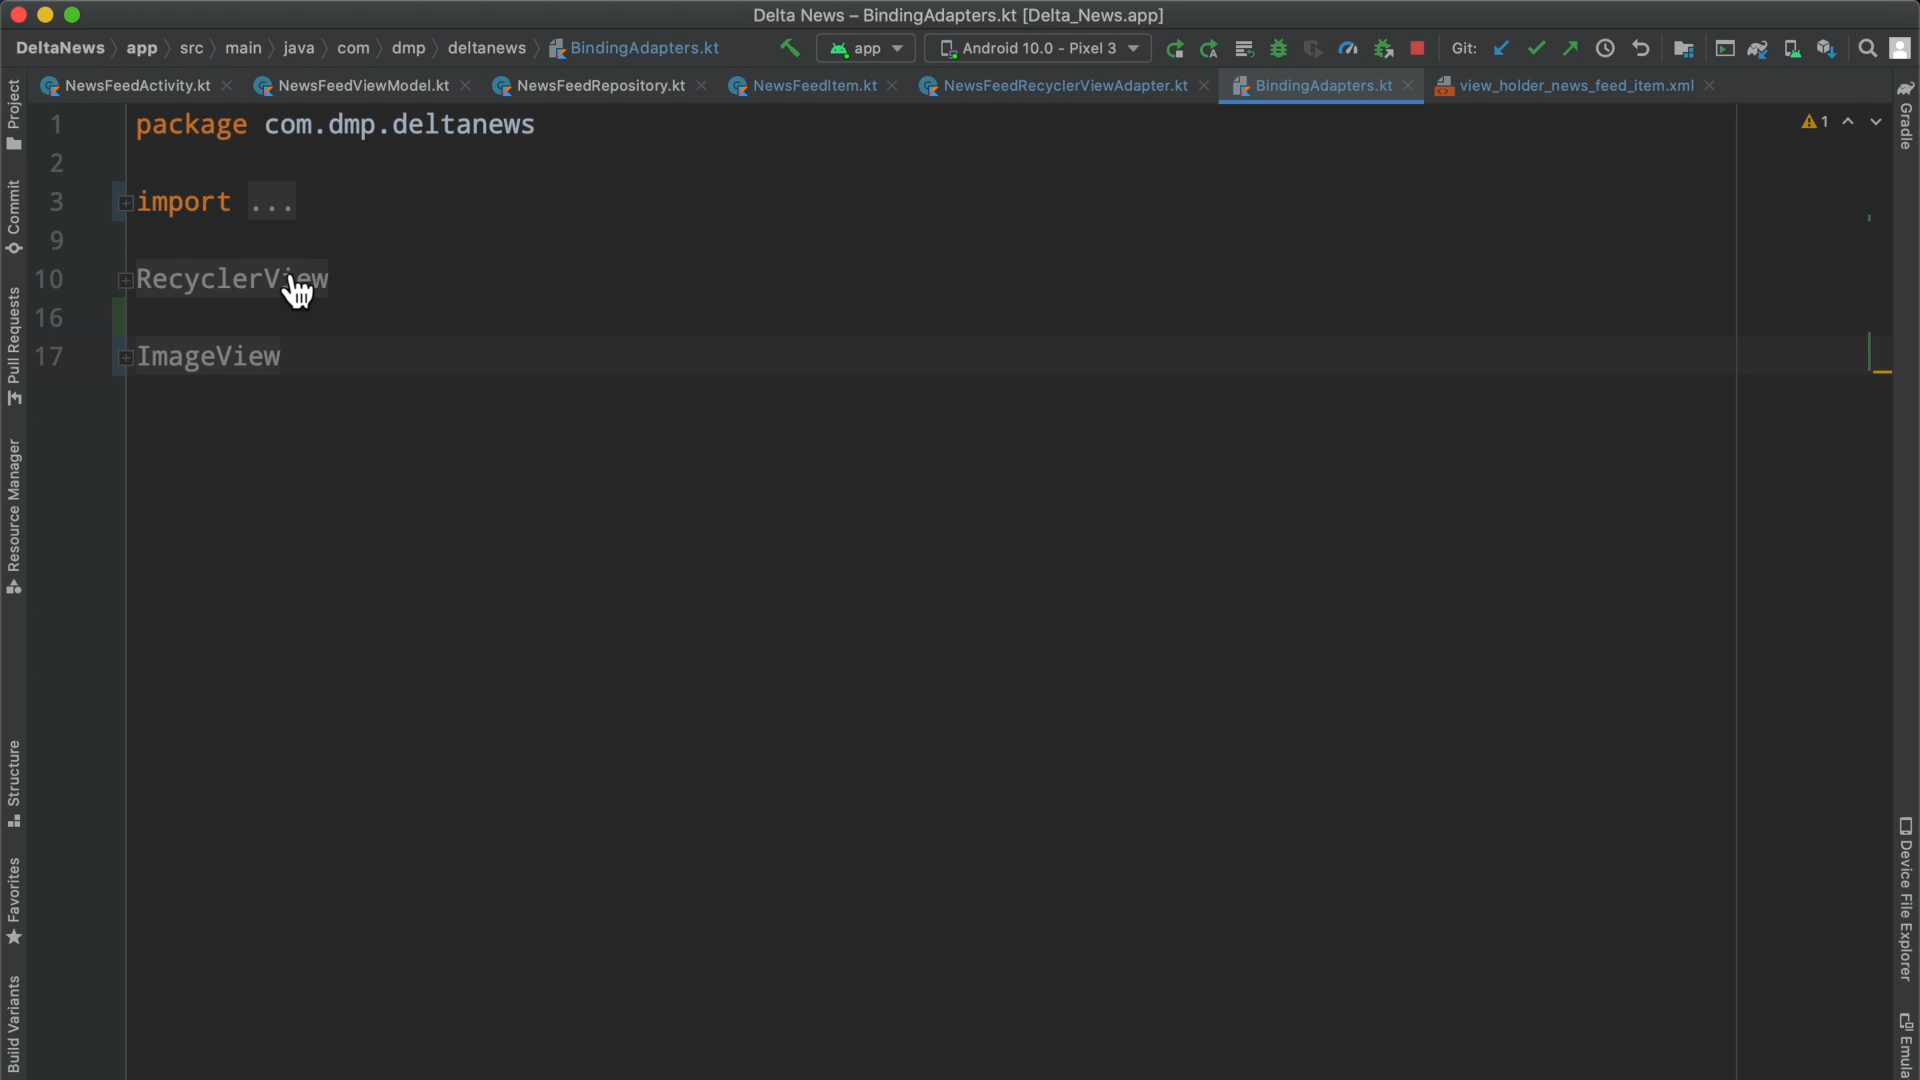 Delta News – BindingAdapters.kt [Delta_News.app]
DeltaNews app src main java com dmp deltanews BindingAdapters.kt app Android 10.0 - Pixel 3 Git:
NewsFeedActivity.kt NewsFeedViewModel.kt NewsFeedRepository.kt NewsFeedItem.kt NewsFeedRecyclerViewAdapter.kt BindingAdapters.kt view_holder_news_feed_item.xml
Project
Commit
Pull Requests
Resource Manager
Structure
Favorites
Build Variants
1 package com.dmp.deltanews
2
3 import ...
9
10 RecyclerView
16
17 ImageView
1
Gradle
Device File Explorer
Emula